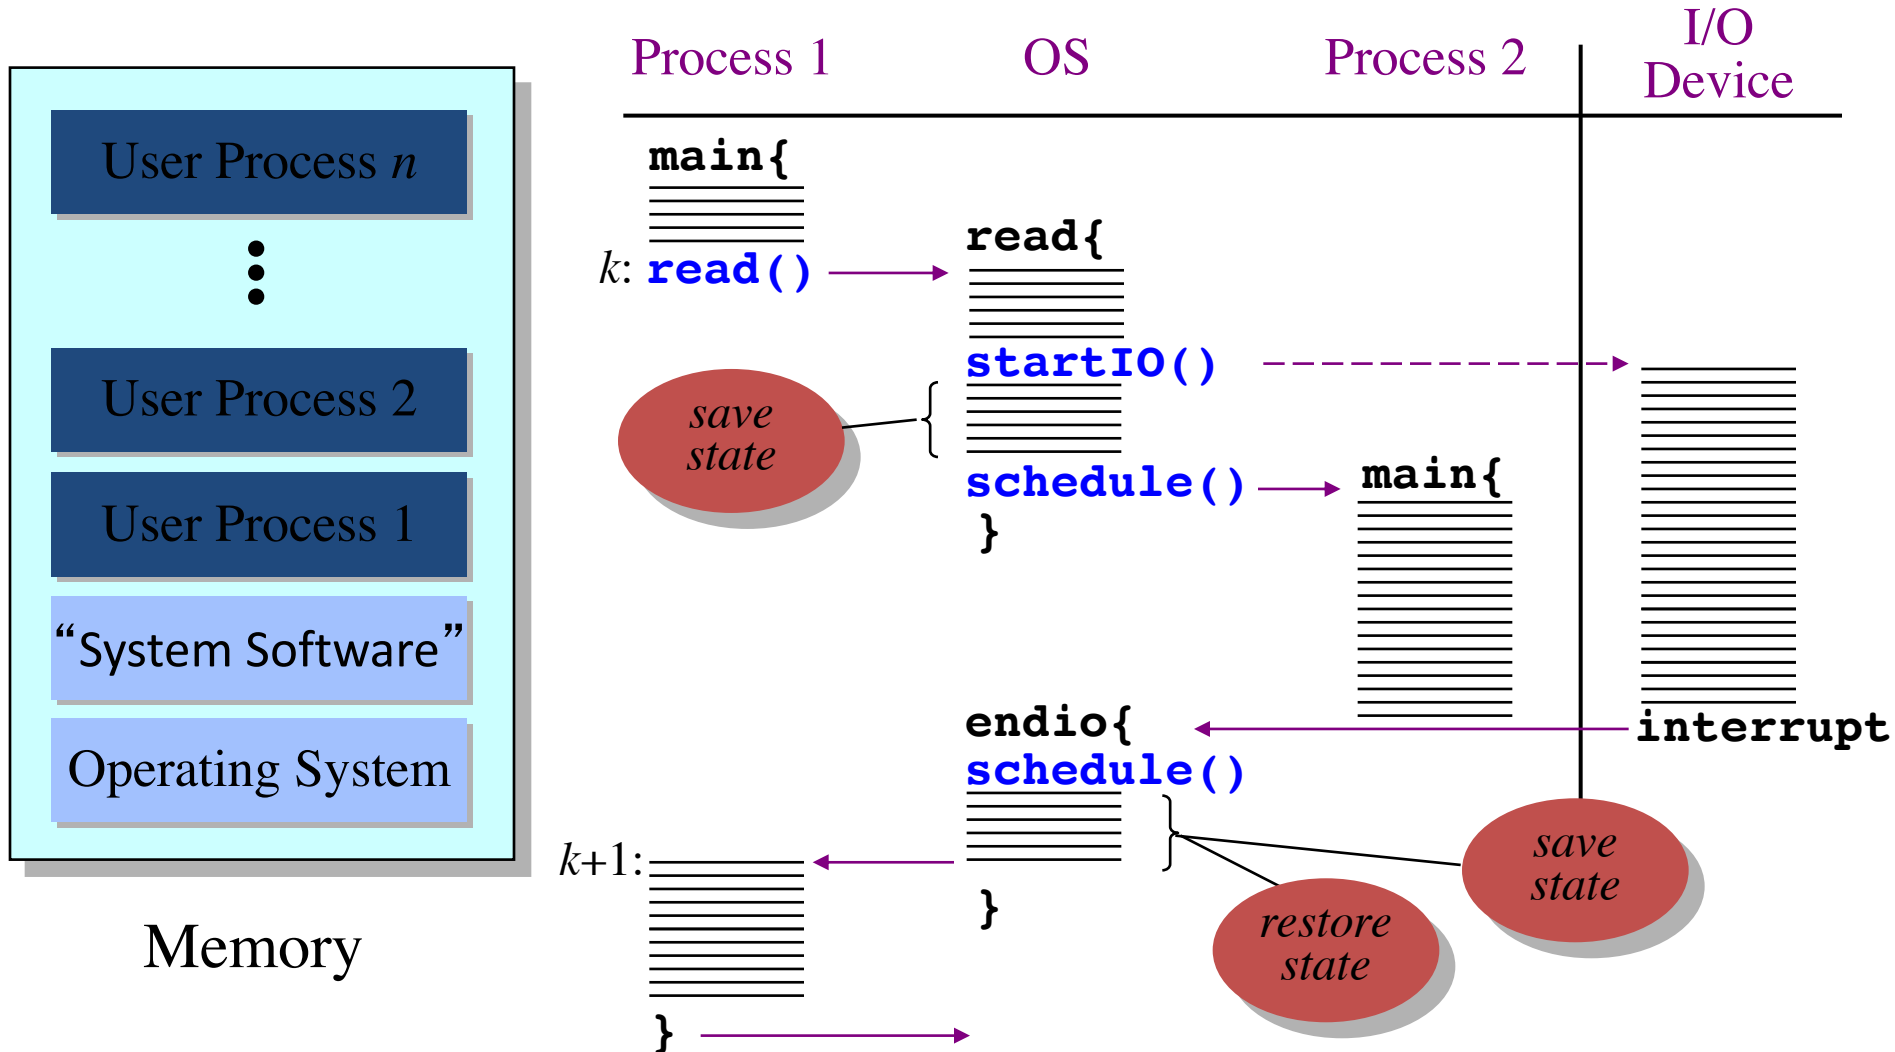 User Process n
User Process 2
User Process 1
“System Software”
Operating System
Memory
Process 1
OS
Process 2
I/O
Device
main{
k: read()
read{
startIO()
save
state
schedule()
}
main{
interrupt
endio{
schedule()
}
save
state
restore
state
k+1:
}